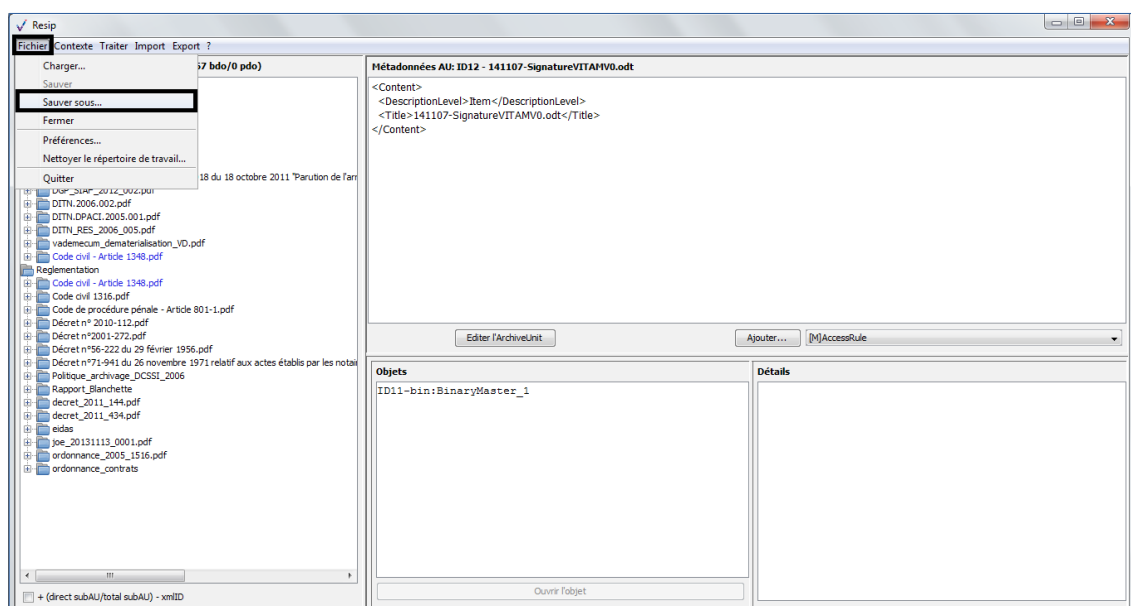 Resip
Fichier Contexte Traiter Import Export ?
Charger...
Sauver
Sauver sous...
Fermer
Préférences...
Nettoyer le répertoire de travail...
Quitter
57 bdo/0 pdo)
18 du 18 octobre 2011 "Parution de l'arr
DGP_SIAF_2012_002.pdf
DITN.2006.002.pdf
DITN.DPACI.2005.001.pdf
DITN_RES_2006_005.pdf
vademecum_dematerialisation_VD.pdf
Code civil - Article 1348.pdf
Reglementation
Code civil - Article 1348.pdf
Code civil 1316.pdf
Code de procédure pénale - Article 801-1.pdf
Décret n° 2010-112.pdf
Décret n°2001-272.pdf
Décret n°56-222 du 29 février 1956.pdf
Décret n°71-941 du 26 novembre 1971 relatif aux actes établis par les notai
Politique_archivage_DCSSI_2006
Rapport_Blanchette
decret_2011_144.pdf
decret_2011_434.pdf
eidas
joe_20131113_0001.pdf
ordonnance_2005_1516.pdf
ordonnance_contrats
+ (direct subAU/total subAU) - xmlID
Métadonnées AU: ID12 - 141107-SignatureVITAMV0.odt
<Content>
<DescriptionLevel>Item</DescriptionLevel>
<Title>141107-SignatureVITAMV0.odt</Title>
</Content>
Editer l'ArchiveUnit
Ajouter...
[M]AccessRule
Objets
ID11-bin:BinaryMaster_1
Ouvrir l'objet
Détails